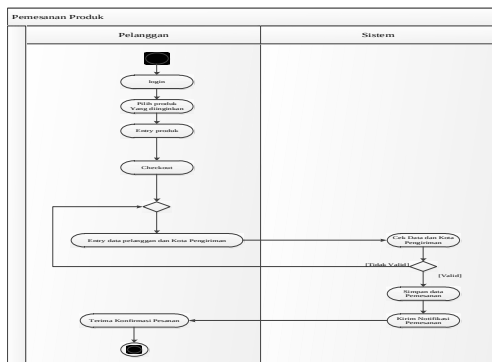 Pemesanan Produk
Pelanggan
Sistem
login
Pilih produk
Yang diinginkan
Entry produk
Checkout
Entry data pelanggan dan Kota Pengiriman
Cek Data dan Kota
Pengiriman
[Tidak Valid]
[Valid]
Simpan data
Pemesanan
Terima Konfirmasi Pesanan
Kirim Notifikasi
Pemesanan